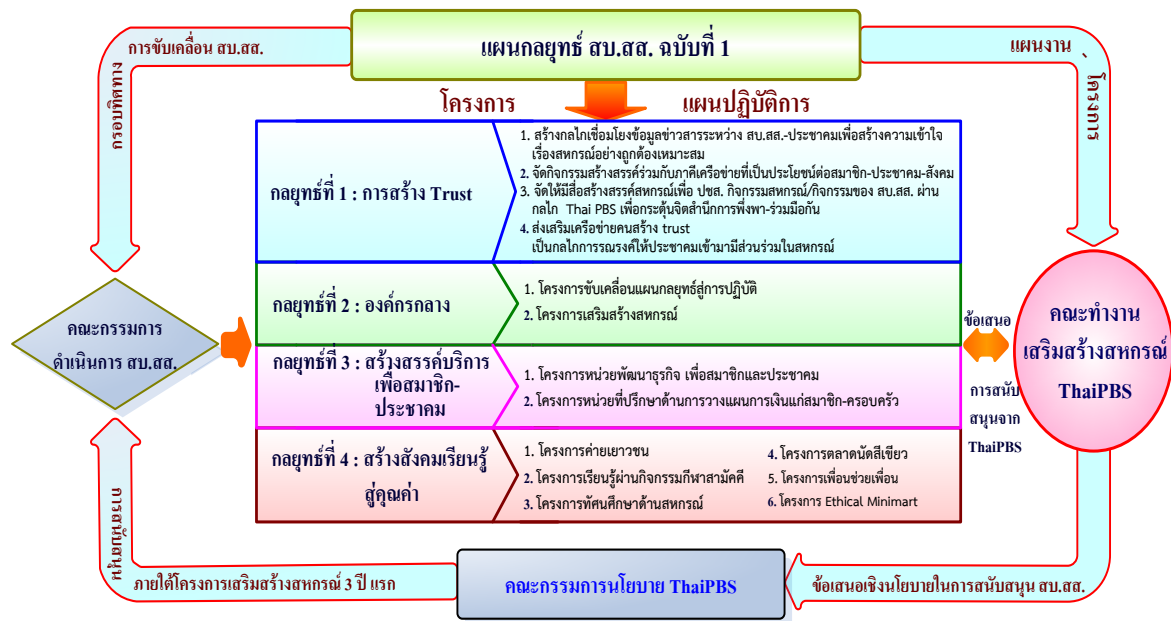 แผนกลยุทธ์ สบ.สส. ฉบับที่ 1
การขับเคลื่อน สบ.สส.
กรอบทิศทาง
แผนงาน
โครงการ
โครงการ
แผนปฏิบัติการ
กลยุทธ์ที่ 1 : การสร้าง Trust
1. สร้างกลไกเชื่อมโยงข้อมูลข่าวสารระหว่าง สบ.สส.-ประชาคมเพื่อสร้างความเข้าใจ
เรื่องสหกรณ์อย่างถูกต้องเหมาะสม
2. จัดกิจกรรมสร้างสรรค์ร่วมกับภาคีเครือข่ายที่เป็นประโยชน์ต่อสมาชิก-ประชาคม-สังคม
3. จัดให้มีสื่อสร้างสรรค์สหกรณ์เพื่อ ปชส. กิจกรรมสหกรณ์/กิจกรรมของ สบ.สส. ผ่าน
กลไก Thai PBS เพื่อกระตุ้นจิตสำนึกการพึ่งพา-ร่วมมือกัน
4. ส่งเสริมเครือข่ายคนสร้าง trust
เป็นกลไกการรณรงค์ให้ประชาคมเข้ามามีส่วนร่วมในสหกรณ์
กลยุทธ์ที่ 2 : องค์กรกลาง
1. โครงการขับเคลื่อนแผนกลยุทธ์สู่การปฏิบัติ
2. โครงการเสริมสร้างสหกรณ์
กลยุทธ์ที่ 3 : สร้างสรรค์บริการ
เพื่อสมาชิก-
ประชาคม
1. โครงการหน่วยพัฒนาธุรกิจ เพื่อสมาชิกและประชาคม
2. โครงการหน่วยที่ปรึกษาด้านการวางแผนการเงินแก่สมาชิก-ครอบครัว
กลยุทธ์ที่ 4 : สร้างสังคมเรียนรู้
สู่คุณค่า
1. โครงการค่ายเยาวชน
2. โครงการเรียนรู้ผ่านกิจกรรมกีฬาสามัคคี
3. โครงการทัศนศึกษาด้านสหกรณ์
4. โครงการตลาดนัดสีเขียว
5. โครงการเพื่อนช่วยเพื่อน
6. โครงการ Ethical Minimart
คณะกรรมการ
ดำเนินการ สบ.สส.
ข้อเสนอ
การสนับ
สนุนจาก
ThaiPBS
คณะทำงาน
เสริมสร้างสหกรณ์
ThaiPBS
การสนับสนุน
ภายใต้โครงการเสริมสร้างสหกรณ์ 3 ปี แรก
คณะกรรมการนโยบาย ThaiPBS
ข้อเสนอเชิงนโยบายในการสนับสนุน สบ.สส.